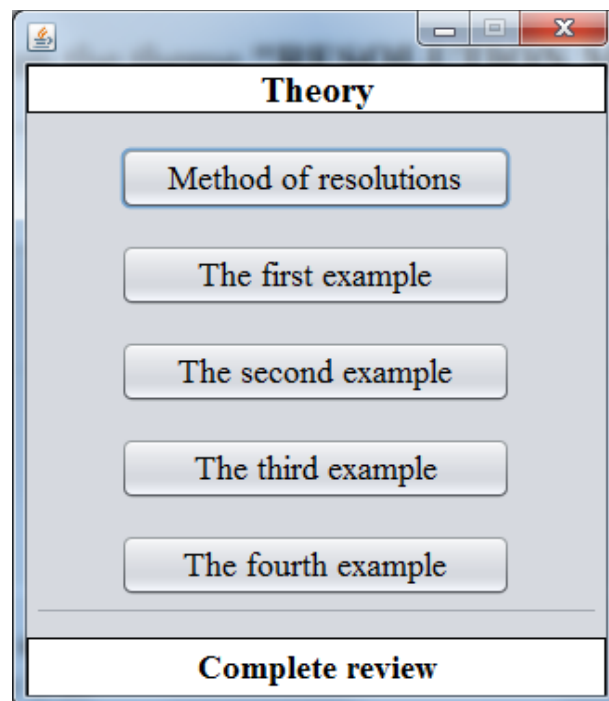 Theory
Method of resolutions
The first example
The second example
The third example
The fourth example
Complete review